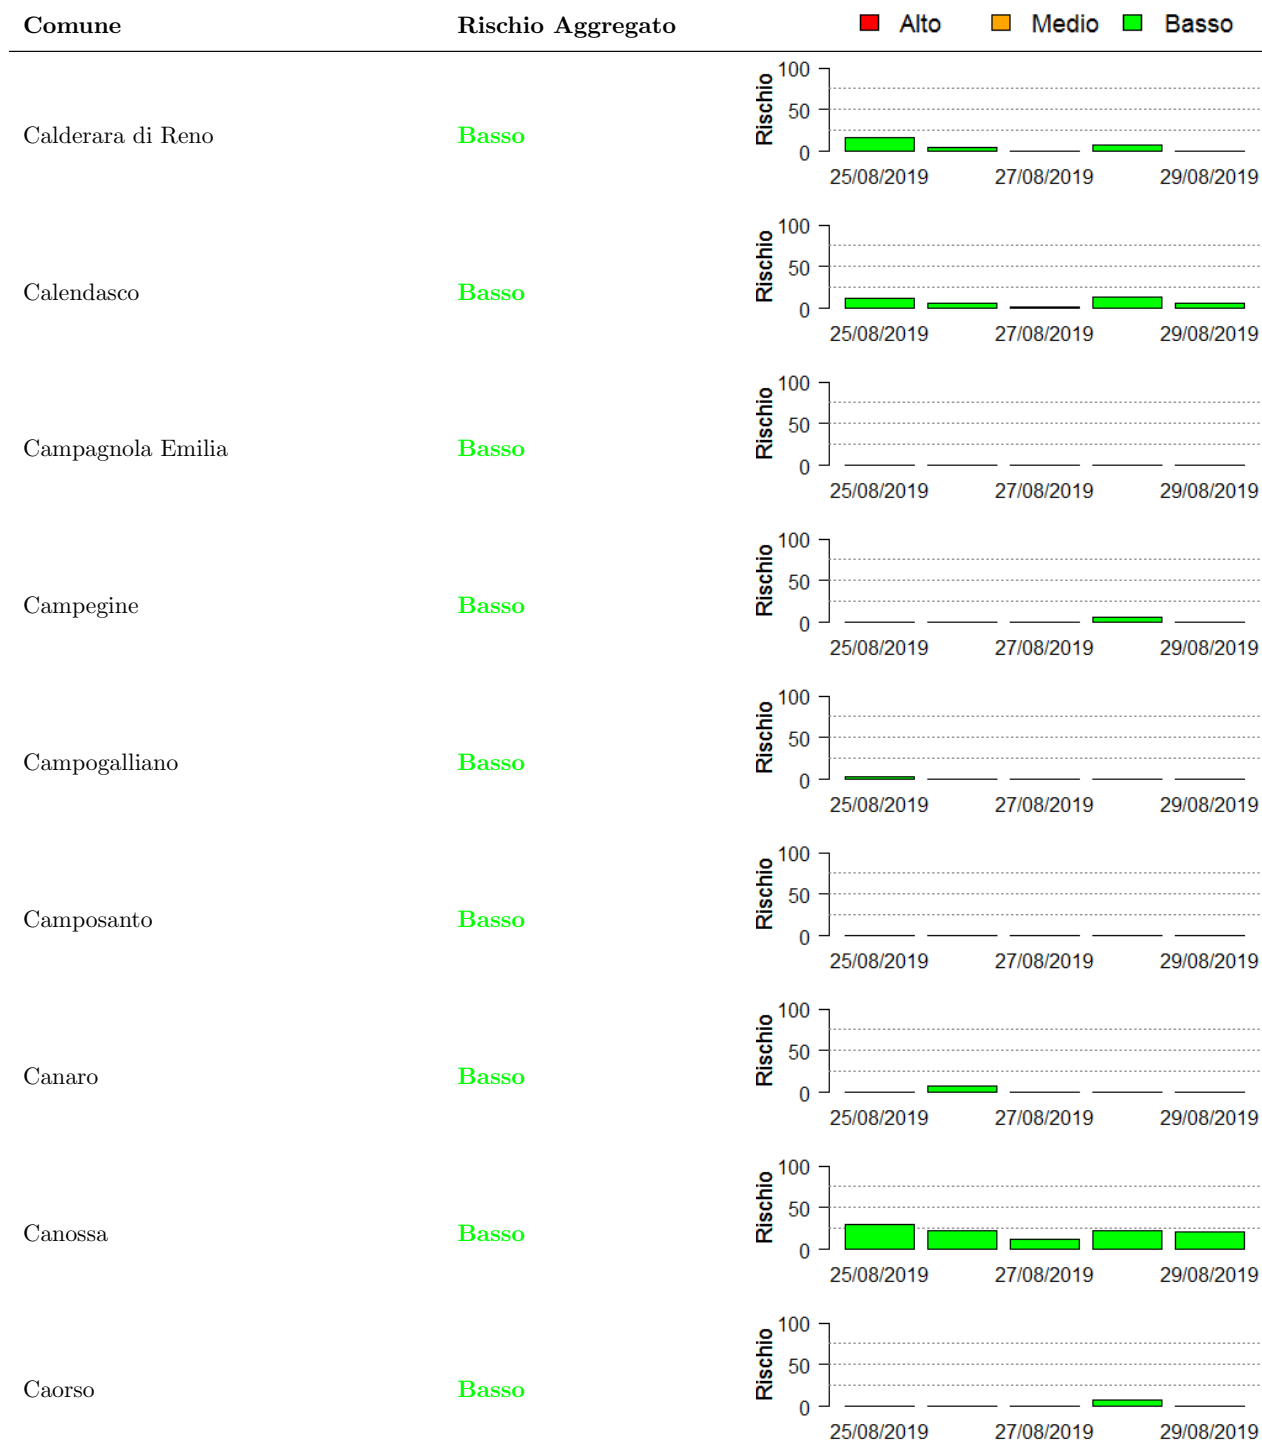 Comune Rischio Aggregato Alto Medio Basso
100
50
0
Rischio
Calderara di Reno Basso
25/08/2019 27/08/2019 29/08/2019
100
50
0
Rischio
Calendasco Basso
25/08/2019 27/08/2019 29/08/2019
100
50
0
Rischio
Campagnola Emilia Basso
25/08/2019 27/08/2019 29/08/2019
100
50
0
Rischio
Campegine Basso
25/08/2019 27/08/2019 29/08/2019
100
50
0
Rischio
Campogalliano Basso
25/08/2019 27/08/2019 29/08/2019
100
50
0
Rischio
Camposanto Basso
25/08/2019 27/08/2019 29/08/2019
100
50
0
Rischio
Canaro Basso
25/08/2019 27/08/2019 29/08/2019
100
50
0
Rischio
Canossa Basso
25/08/2019 27/08/2019 29/08/2019
100
50
0
Rischio
Caorso Basso
25/08/2019 27/08/2019 29/08/2019